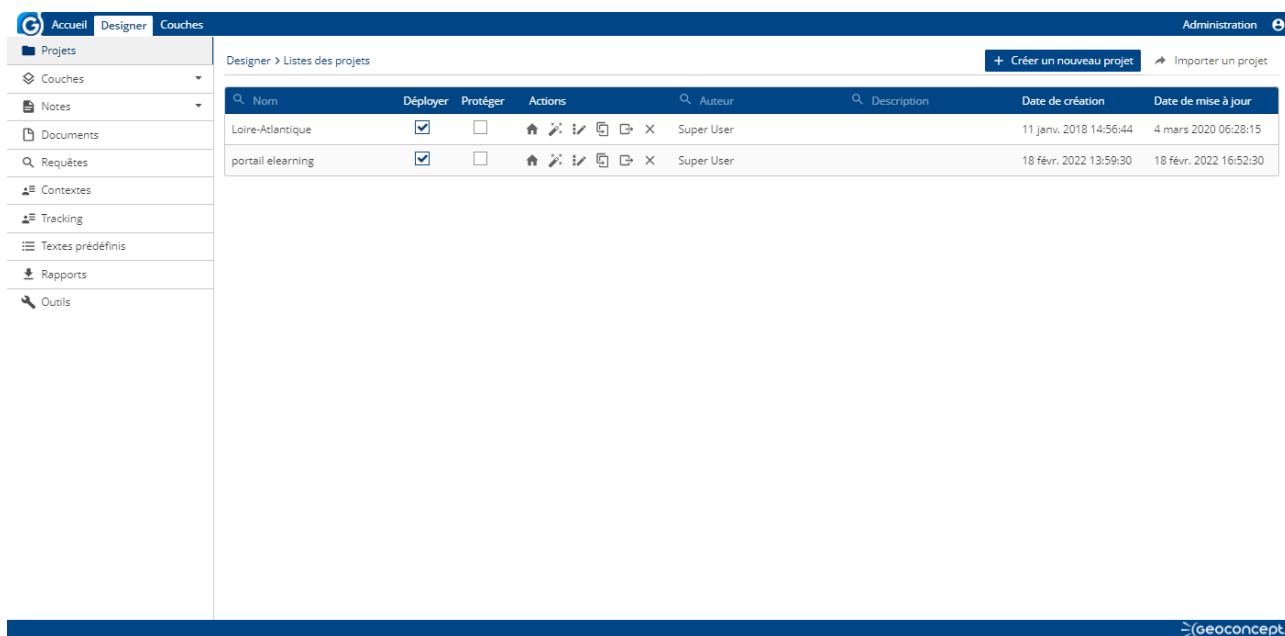 Accueil Designer Couches Administration
Projets
Designer > Listes des projets + Créer un nouveau projet Importer un projet
Couches
Notes
Documents
Requêtes
Contextes
Tracking
Textes prédéfinis
Rapports
Outils
Nom Déployer Protéger Actions Auteur Description Date de création Date de mise à jour
Loire-Atlantique Super User 11 janv. 2018 14:56:44 4 mars 2020 06:28:15
portail elearning Super User 18 févr. 2022 13:59:30 18 févr. 2022 16:52:30
Geoconcept